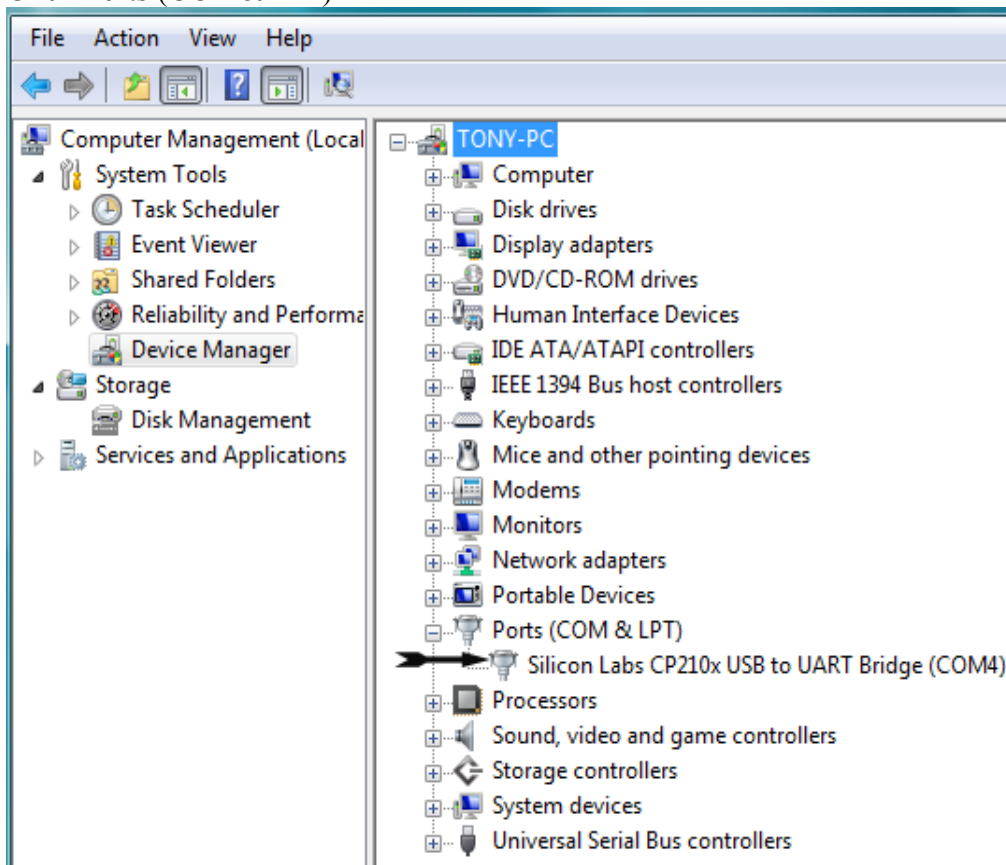 File Action View Help
Computer Management (Local
System Tools
Task Scheduler
Event Viewer
Shared Folders
Reliability and Performa
Device Manager
Storage
Disk Management
Services and Applications
TONY-PC
Computer
Disk drives
Display adapters
DVD/CD-ROM drives
Human Interface Devices
IDE ATA/ATAPI controllers
IEEE 1394 Bus host controllers
Keyboards
Mice and other pointing devices
Modems
Monitors
Network adapters
Portable Devices
Ports (COM & LPT)
Silicon Labs CP210x USB to UART Bridge (COM4)
Processors
Sound, video and game controllers
Storage controllers
System devices
Universal Serial Bus controllers